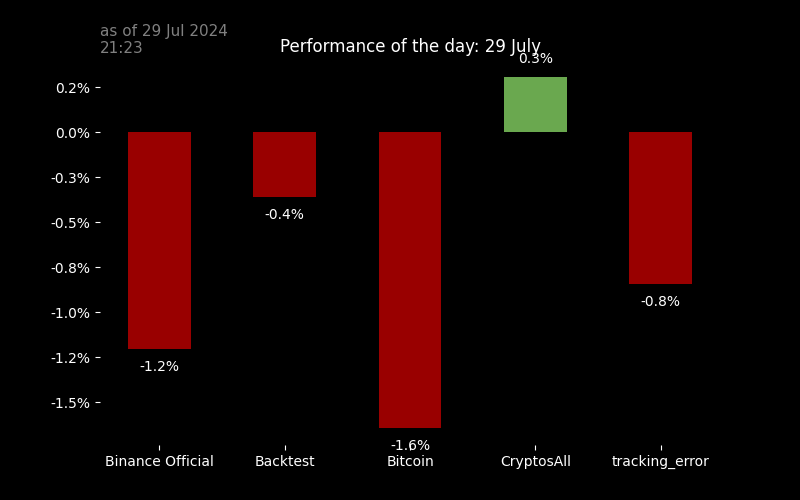 as of 29 Jul 2024
21:23
Performance of the day: 29 July
0.3%
0.2%
0.0%
-0.3%
-0.5%
-0.8%
-1.0%
-1.2%
-1.5%
-1.2%
-0.4%
-1.6%
-0.8%
Binance Official
Backtest
Bitcoin
CryptosAll
tracking_error